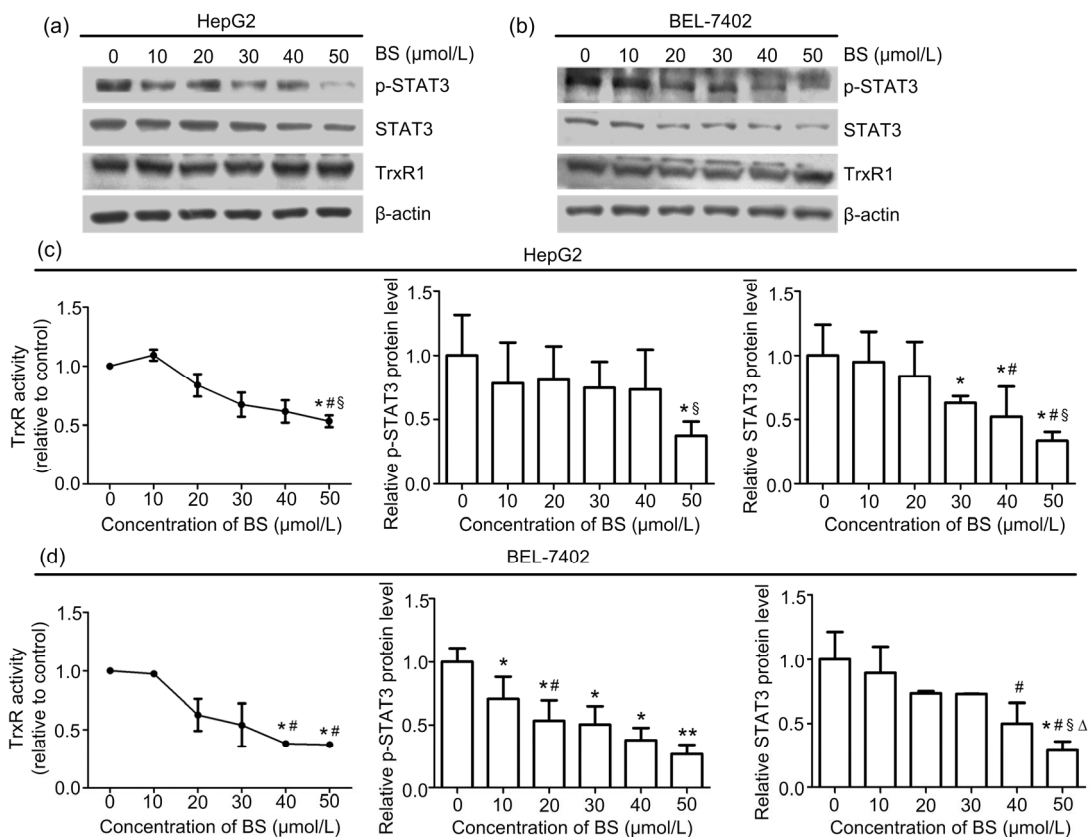 (a)
HepG2
0 10 20 30 40 50 BS (μmol/L)
p-STAT3
STAT3
TrxR1
β-actin
(b)
BEL-7402
0 10 20 30 40 50 BS (μmol/L)
p-STAT3
STAT3
TrxR1
β-actin
(c)
HepG2
TrxR activity
(relative to control)
1.5
1.0
0.5
0.0
*#§
0 10 20 30 40 50
Concentration of BS (μmol/L)
Relative p-STAT3 protein level
1.5
1.0
0.5
0.0
*§
0 10 20 30 40 50
Concentration of BS (μmol/L)
Relative STAT3 protein level
1.5
1.0
0.5
0.0
* *# *#§
0 10 20 30 40 50
Concentration of BS (μmol/L)
(d)
BEL-7402
TrxR activity
(relative to control)
1.5
1.0
0.5
0.0
*# *#
0 10 20 30 40 50
Concentration of BS (μmol/L)
Relative p-STAT3 protein level
1.5
1.0
0.5
0.0
* *# * * **
0 10 20 30 40 50
Concentration of BS (μmol/L)
Relative STAT3 protein level
1.5
1.0
0.5
0.0
# *#§Δ
0 10 20 30 40 50
Concentration of BS (μmol/L)